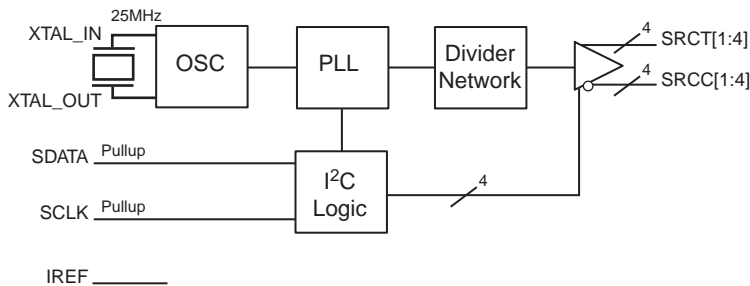 25MHz
XTAL_IN
XTAL_OUT
OSC
PLL
Divider
Network
4
SRCT[1:4]
4
SRCC[1:4]
SDATA Pullup
SCLK Pullup
I²C
Logic
4
IREF